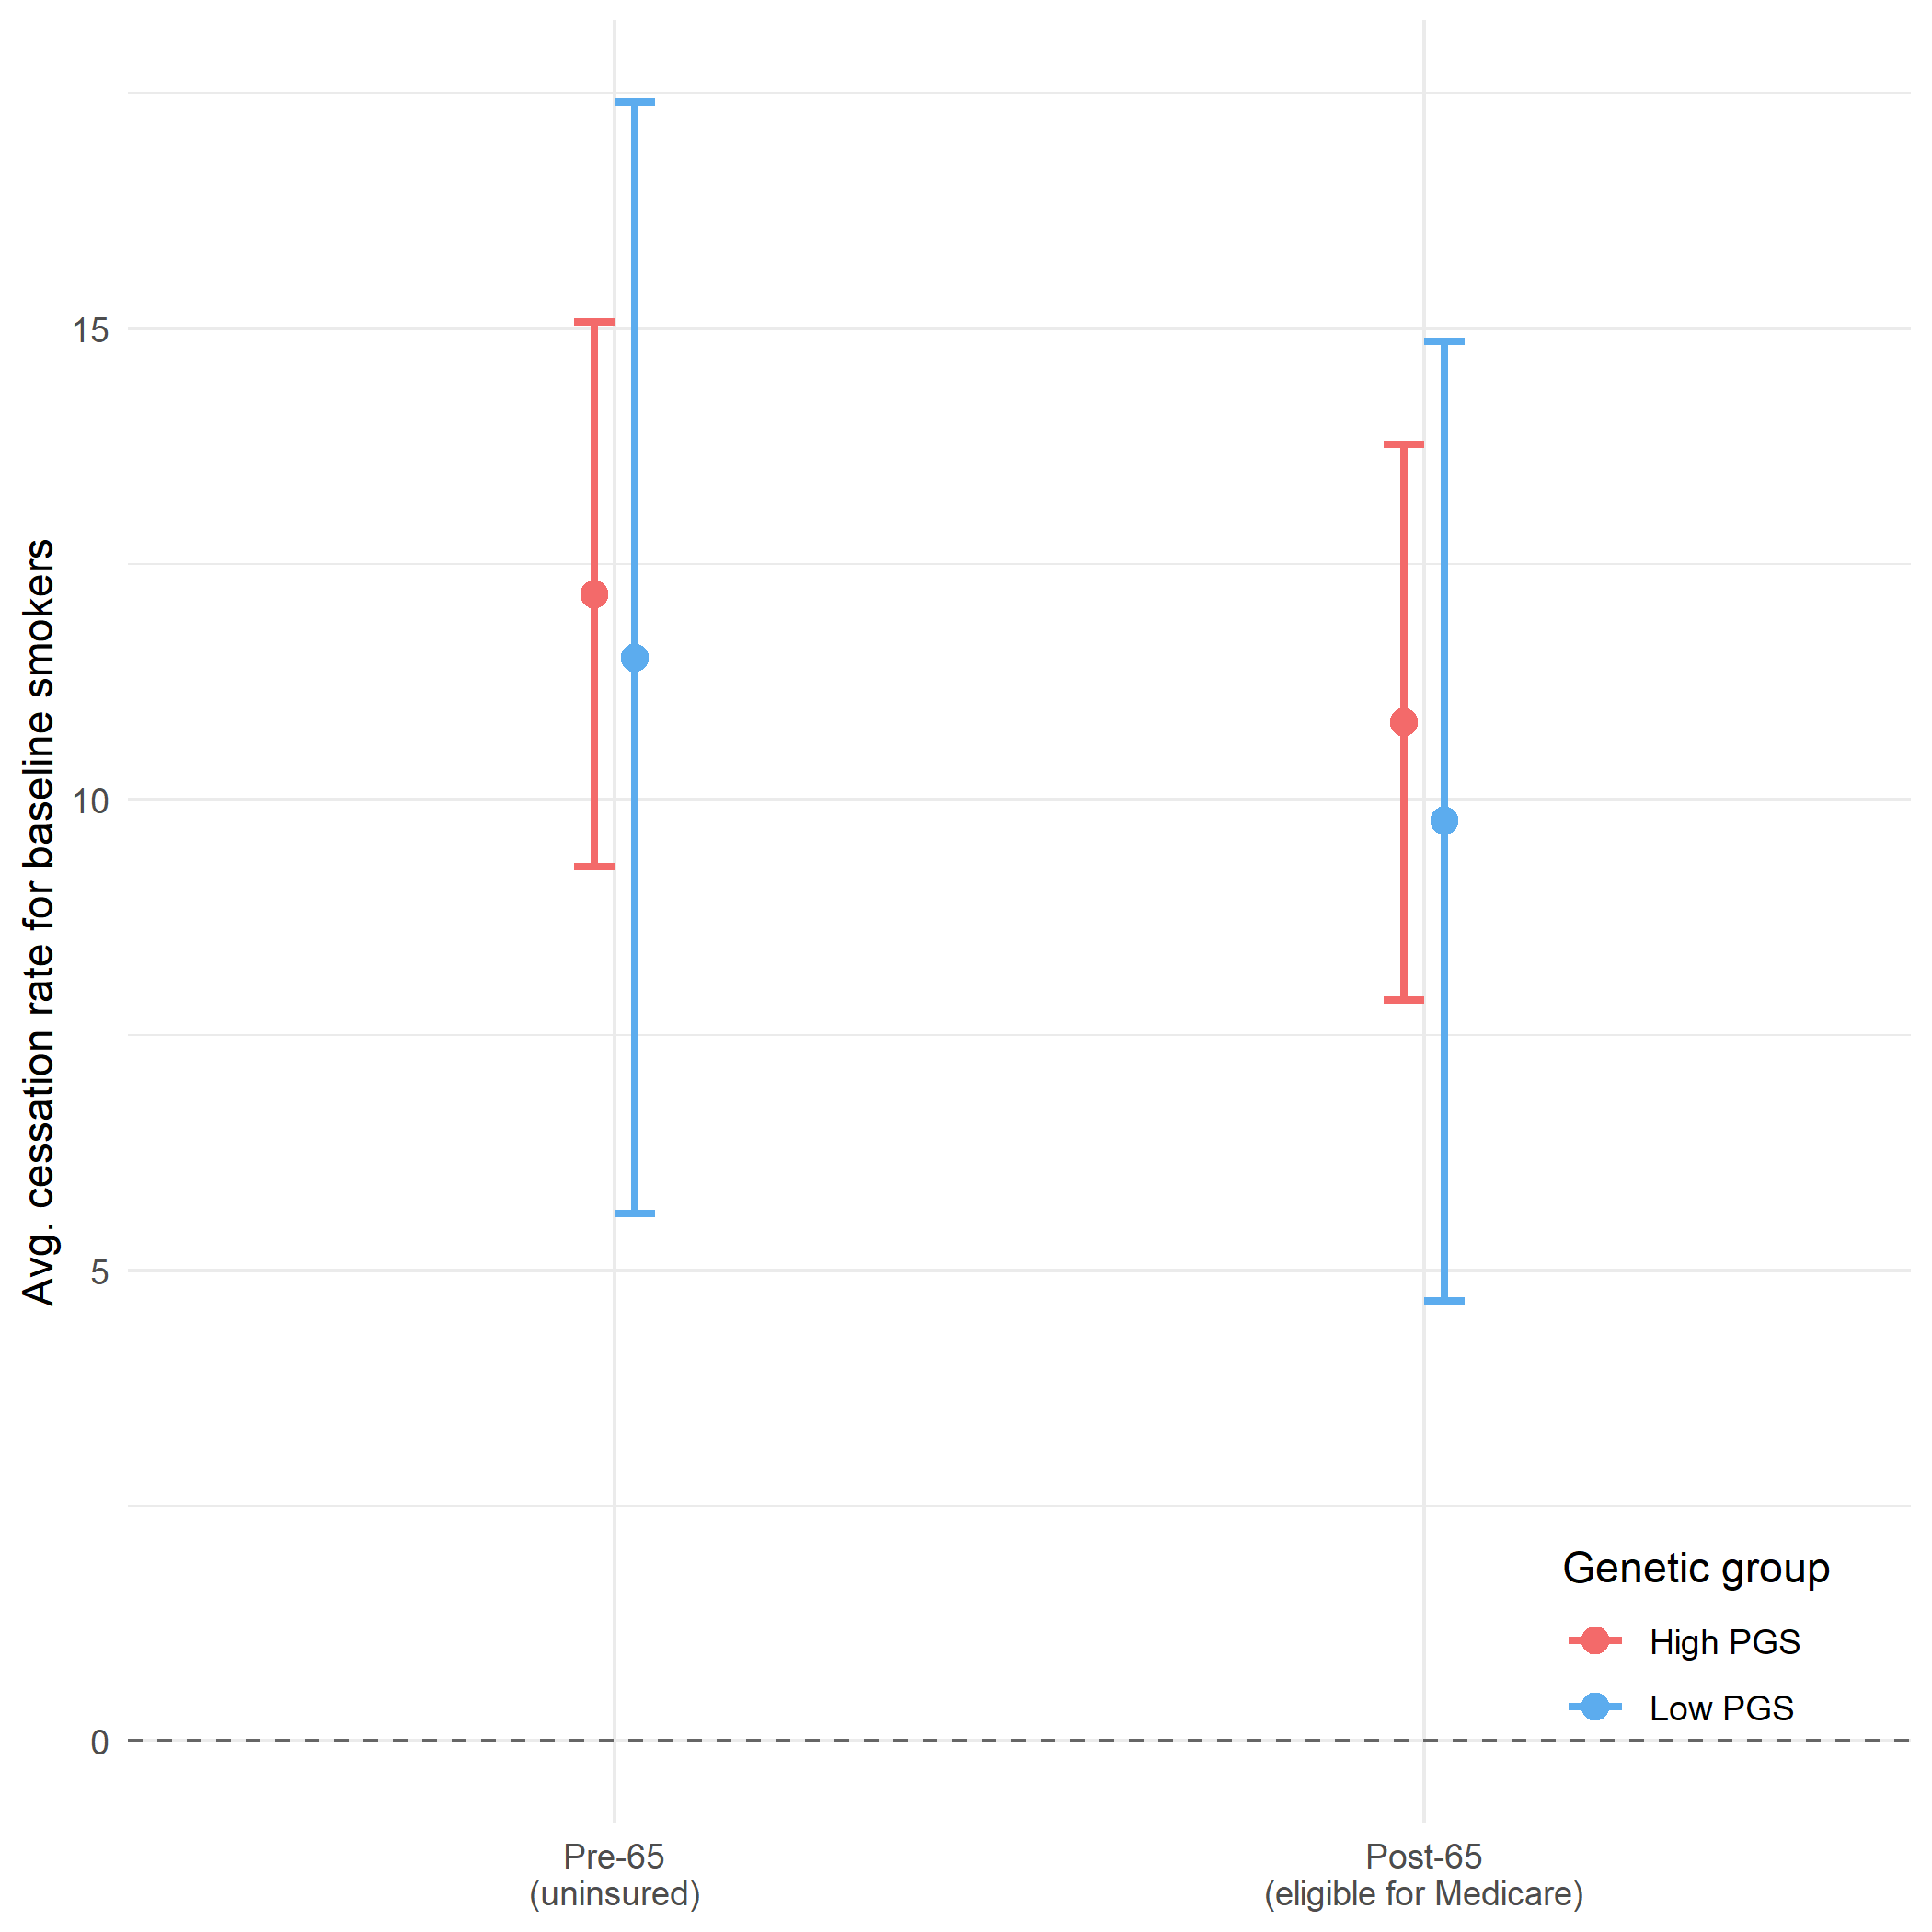 Avg. cessation rate for baseline smokers
15
10
5
0
Genetic group
High PGS
Low PGS
Pre-65
(uninsured)
Post-65
(eligible for Medicare)